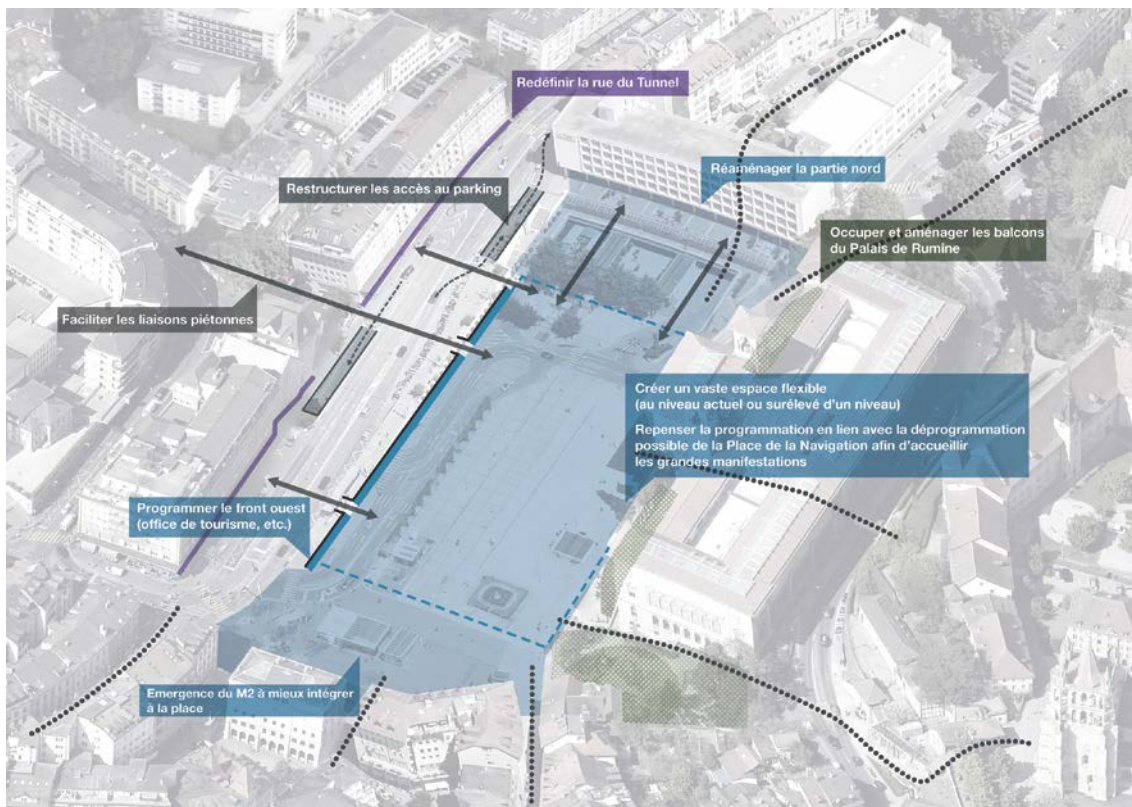 Redéfinir la rue du Tunnel
Réaménager la partie nord
Restructurer les accès au parking
Occuper et aménager les balcons
du Palais de Rumine
Faciliter les liaisons piétonnes
Créer un vaste espace flexible
(au niveau actuel ou surélevé d'un niveau)
Repenser la programmation en lien avec la déprogrammation
possible de la Place de la Navigation afin d'accueillir
les grandes manifestations
Programmer le front ouest
(office de tourisme, etc.)
Emergence du M2 à mieux intégrer
à la place